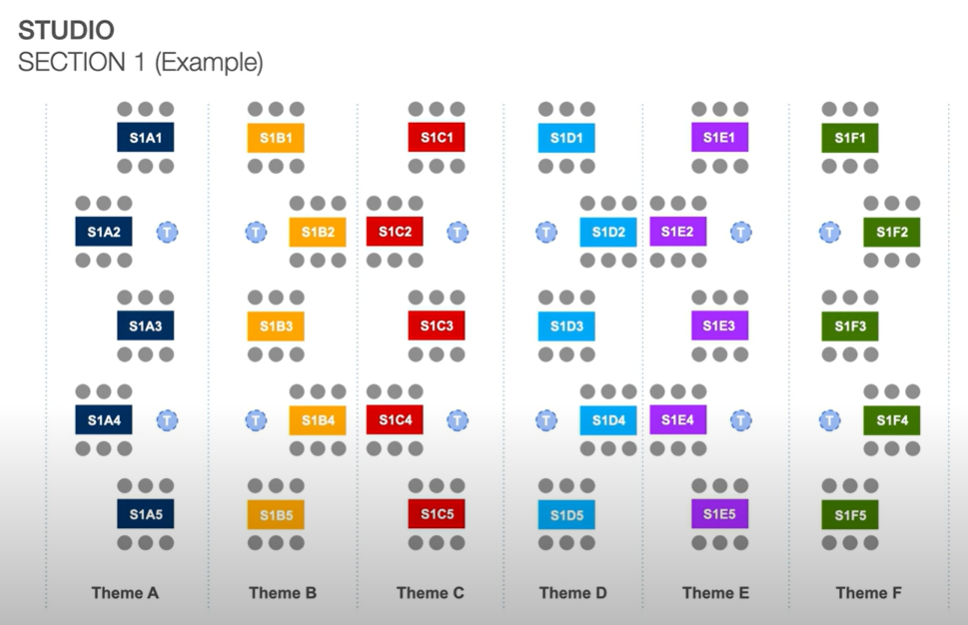 STUDIO
SECTION 1 (Example)
S1A1 S1B1 S1C1 S1D1 S1E1 S1F1
S1A2 T T S1B2 S1C2 T T S1D2 S1E2 T T S1F2
S1A3 S1B3 S1C3 S1D3 S1E3 S1F3
S1A4 T T S1B4 S1C4 T T S1D4 S1E4 T T S1F4
S1A5 S1B5 S1C5 S1D5 S1E5 S1F5
Theme A Theme B Theme C Theme D Theme E Theme F